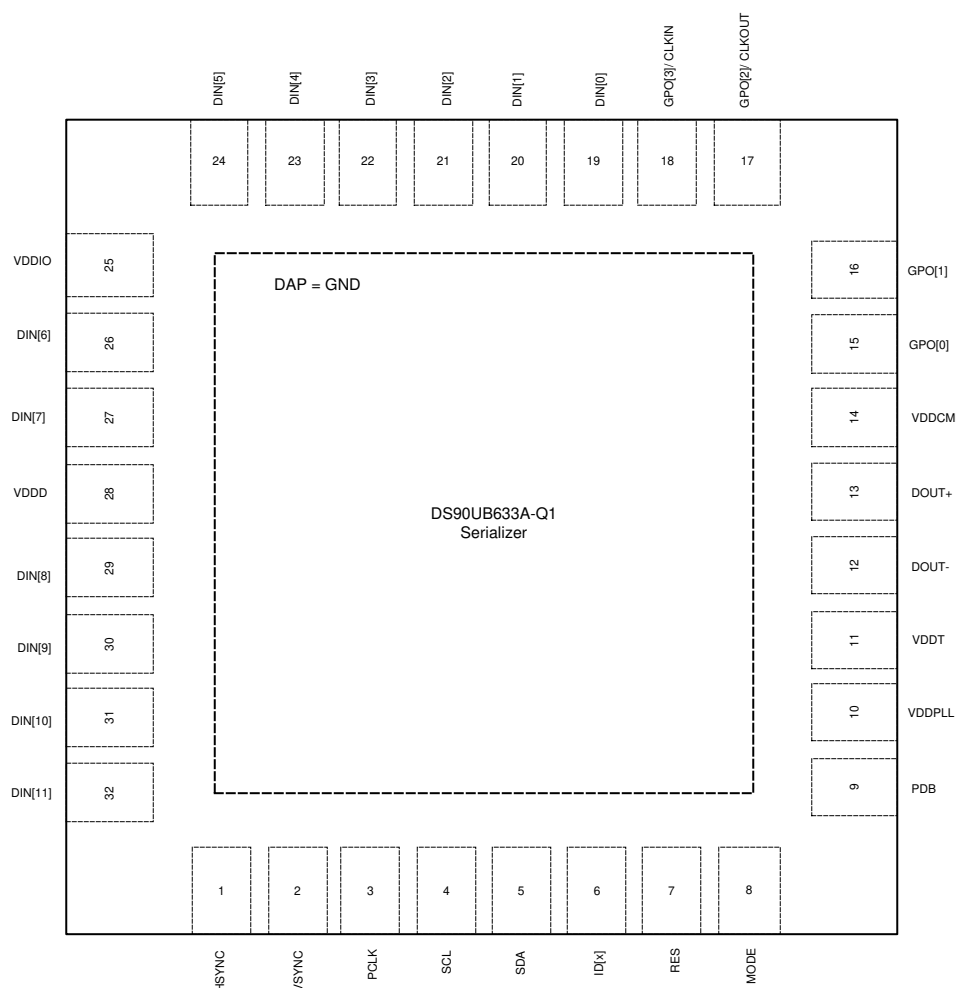 DIN[5]
DIN[4]
DIN[3]
DIN[2]
DIN[1]
DIN[0]
GPO[3]/ CLKIN
GPO[2]/ CLKOUT
24
23
22
21
20
19
18
17
VDDIO
25
DIN[6]
26
DIN[7]
27
VDDD
28
DIN[8]
29
DIN[9]
30
DIN[10]
31
DIN[11]
32
DAP = GND
DS90UB633A-Q1
Serializer
16
GPO[1]
15
GPO[0]
14
VDDCM
13
DOUT+
12
DOUT-
11
VDDT
10
VDDPLL
9
PDB
1
2
3
4
5
6
7
8
HSYNC
VSYNC
PCLK
SCL
SDA
ID[x]
RES
MODE